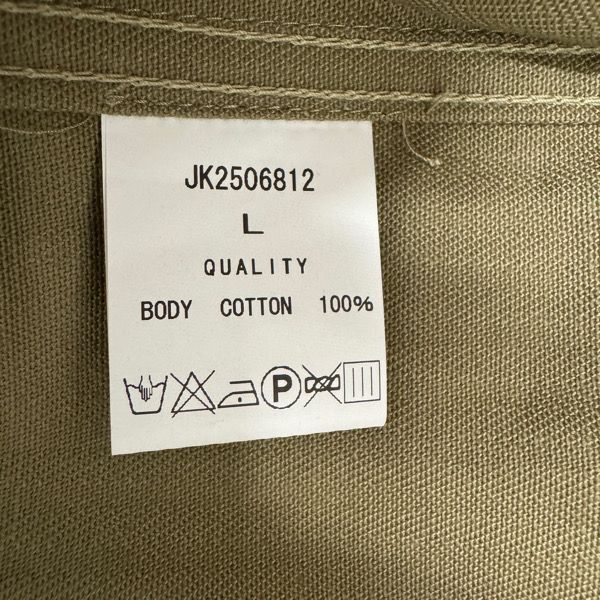 JK2506812
L
QUALITY
BODY COTTON 100%
P